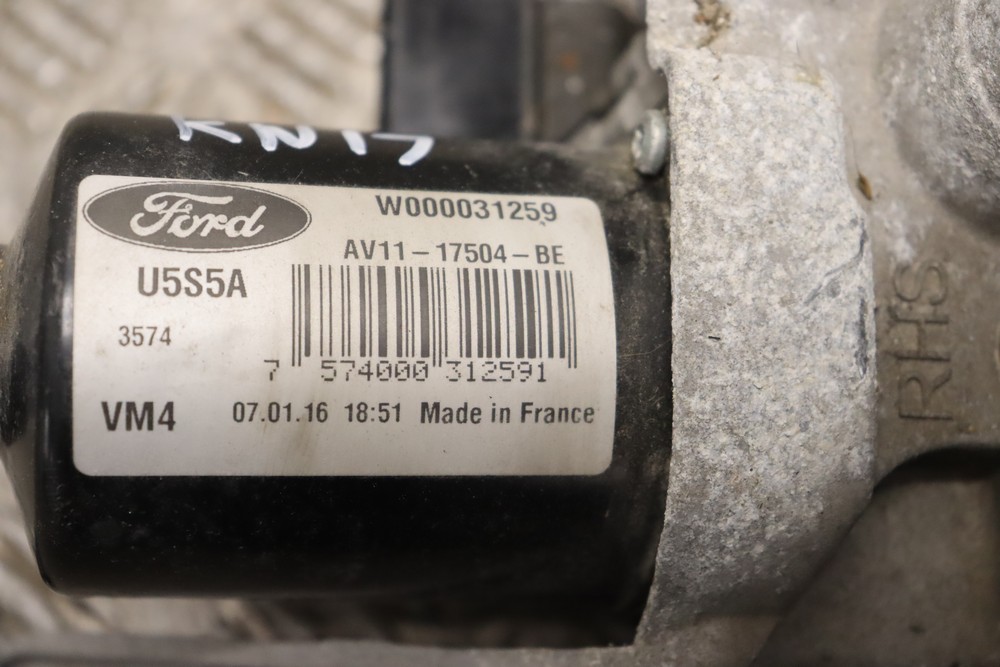 KN17
Ford
W000031259
AV11-17504-BE
U5S5A
3574
7 574000 312591
VM4 07.01.16 18:51 Made in France
RHS